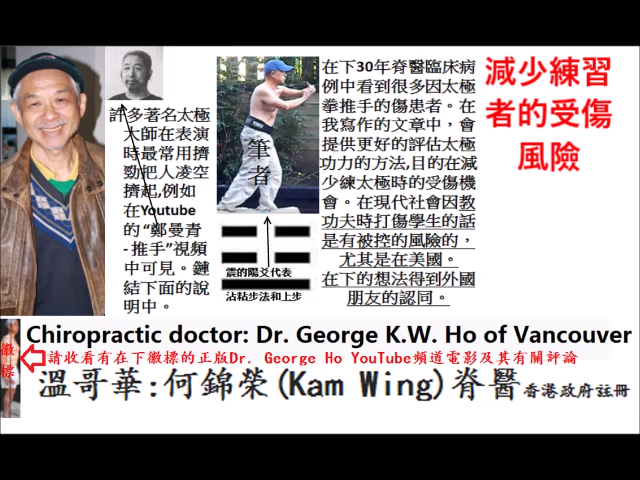 許多著名太極
大師在表演
時最常用擠
勁把人凌空
擠起,例如
在Youtube
的 “鄭曼青
- 推手”視頻
中可見。鏈
結下面的說
明中。
筆者
震的陽爻代表
沾粘步法和上步
在下30年脊醫臨床病
例中看到很多因太極
拳推手的傷患者。在
我寫作的文章中，會
提供更好的評估太極
功力的方法,目的在減
少練太極時的受傷機
會。在現代社會因教
功夫時打傷學生的話
是有被控的風險的，
尤其是在美國。
在下的想法得到外國
朋友的認同。
減少練習
者的受傷
風險
Chiropractic doctor: Dr. George K.W. Ho of Vancouver
徽標
請收看有在下徽標的正版Dr. George Ho YouTube頻道電影及其有關評論
溫哥華:何錦榮(Kam Wing)脊醫香港政府註冊